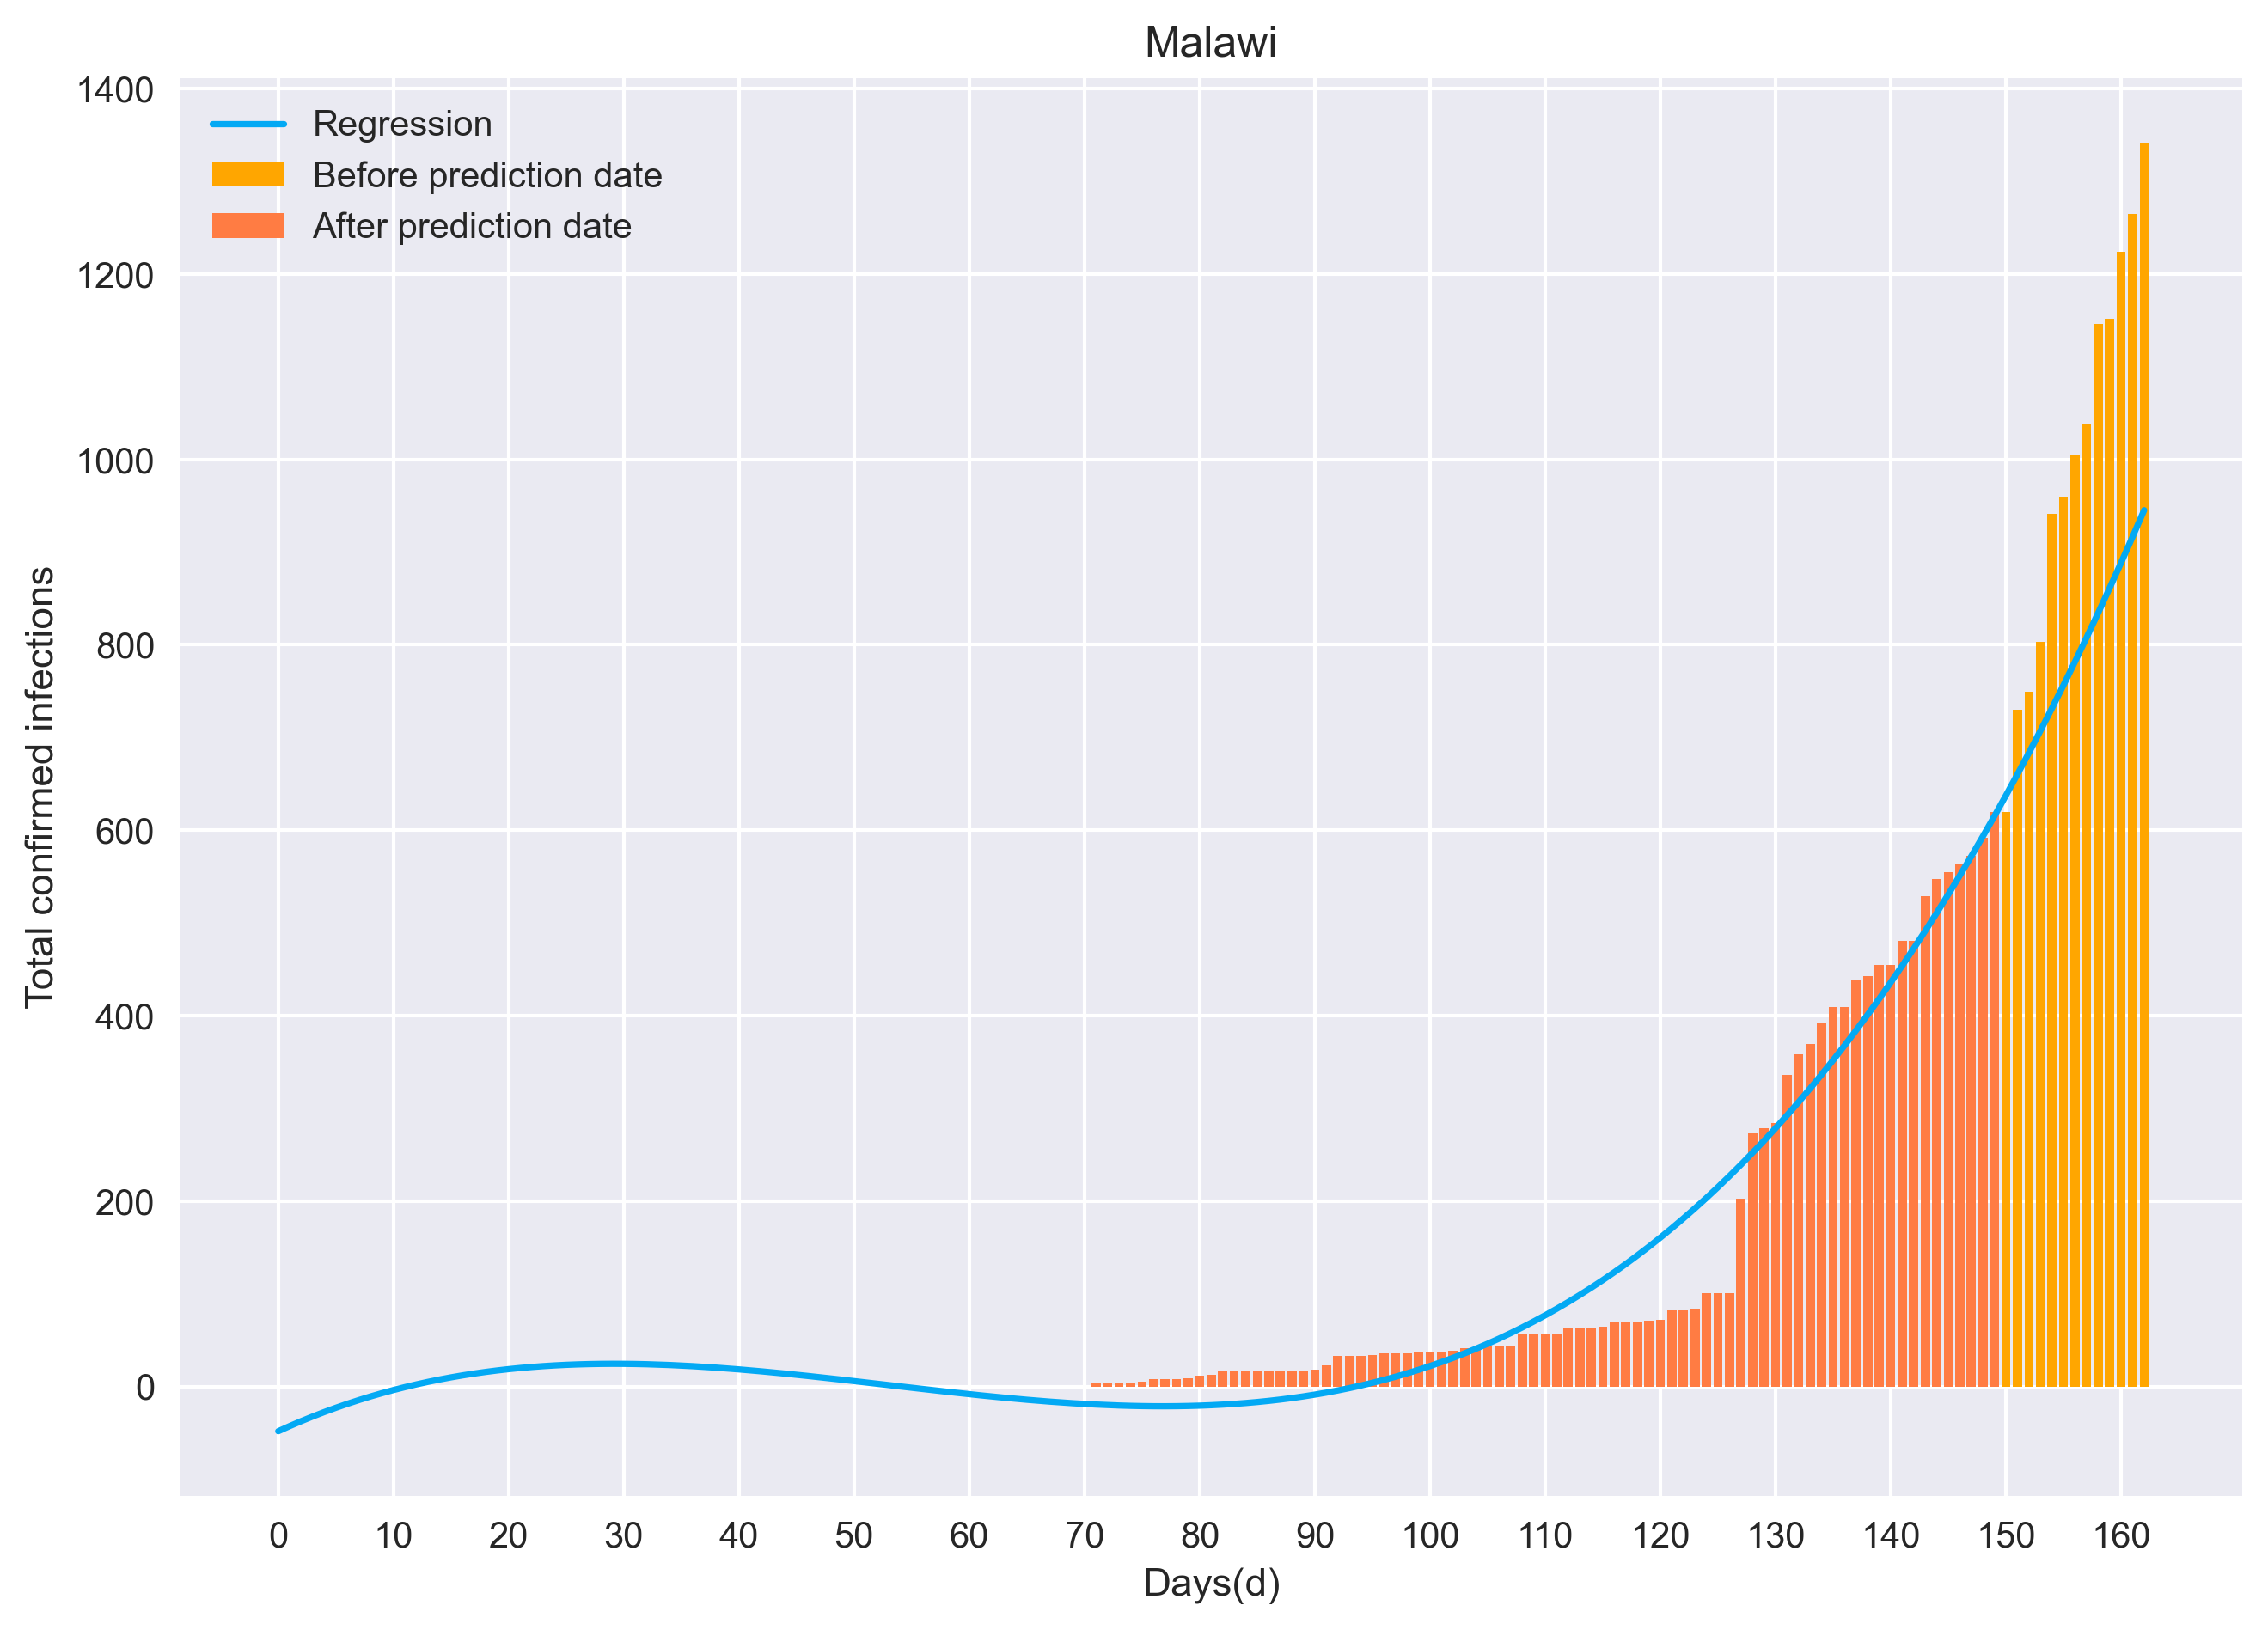 Malawi
1400
1200
1000
800
600
400
200
0
Total confirmed infections
Regression
Before prediction date
After prediction date
0 10 20 30 40 50 60 70 80 90 100 110 120 130 140 150 160
Days(d)